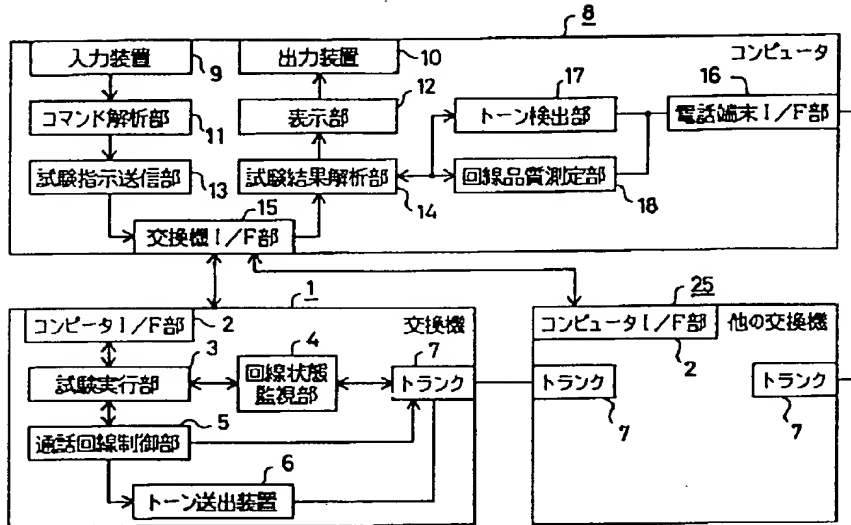 8
入力装置
9
出力装置
10
コンピュータ
コマンド解析部
11
表示部
12
トーン検出部
17
電話端末I/F部
16
試験指示送信部
13
試験結果解析部
14
回線品質測定部
18
交換機I/F部
15
1
交換機
コンピータI/F部
2
試験実行部
3
回線状態
監視部
4
トランク
7
通話回線制御部
5
トーン送出装置
6
25
コンピュータI/F部
2
他の交換機
トランク
7
トランク
7